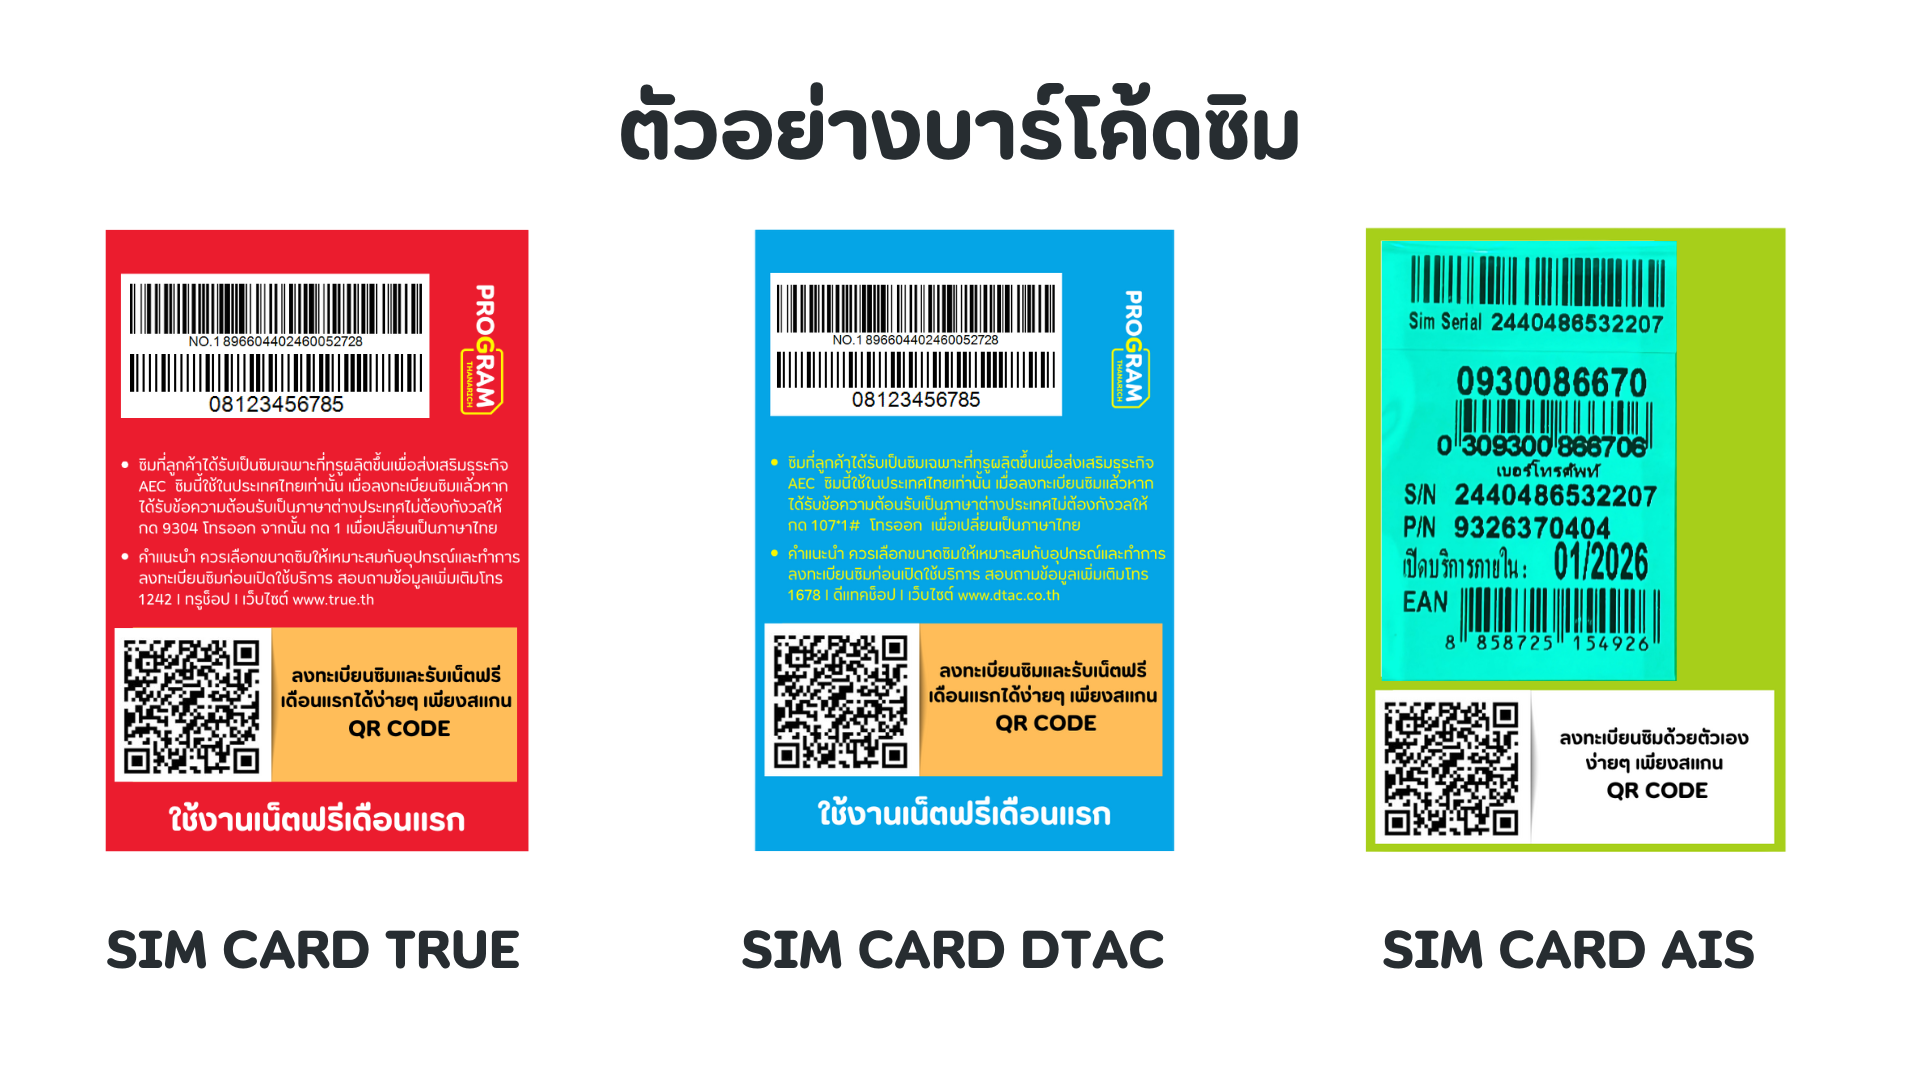 ตัวอย่างบาร์โค้ดซิม
NO.1 896604402460052728
08123456785
PROGRAM
THANARICH
ซิมที่ลูกค้าได้รับเป็นซิมเฉพาะที่ทรูผลิตขึ้นเพื่อส่งเสริมธุระกิจ
AEC ซิมนี้ใช้ในประเทศไทยเท่านั้น เมื่อลงทะเบียนซิมแล้วหาก
ได้รับข้อความต้อนรับเป็นภาษาต่างประเทศไม่ต้องกังวลให้
กด 9304 โทรออก จากนั้น กด 1 เพื่อเปลี่ยนเป็นภาษาไทย
คำแนะนำ ควรเลือกขนาดซิมให้เหมาะสมกับอุปกรณ์และทำการ
ลงทะเบียนซิมก่อนเปิดใช้บริการ สอบถามข้อมูลเพิ่มเติมโทร
1242 l ทรูช็อป l เว็บไซต์ www.true.th
ลงทะเบียนซิมและรับเน็ตฟรี
เดือนแรกได้ง่ายๆ เพียงสแกน
QR CODE
ใช้งานเน็ตฟรีเดือนแรก
SIM CARD TRUE
NO.1 896604402460052728
08123456785
PROGRAM
THANARICH
ซิมที่ลูกค้าได้รับเป็นซิมเฉพาะที่ทรูผลิตขึ้นเพื่อส่งเสริมธุระกิจ
AEC ซิมนี้ใช้ในประเทศไทยเท่านั้น เมื่อลงทะเบียนซิมแล้วหาก
ได้รับข้อความต้อนรับเป็นภาษาต่างประเทศไม่ต้องกังวลให้
กด 107*1# โทรออก เพื่อเปลี่ยนเป็นภาษาไทย
คำแนะนำ ควรเลือกขนาดซิมให้เหมาะสมกับอุปกรณ์และทำการ
ลงทะเบียนซิมก่อนเปิดใช้บริการ สอบถามข้อมูลเพิ่มเติมโทร
1678 l ดีแทคช็อป l เว็บไซต์ www.dtac.co.th
ลงทะเบียนซิมและรับเน็ตฟรี
เดือนแรกได้ง่ายๆ เพียงสแกน
QR CODE
ใช้งานเน็ตฟรีเดือนแรก
SIM CARD DTAC
Sim Serial 2440486532207
0930086670
0 309300 866706
เบอร์โทรศัพท์
S/N 2440486532207
P/N 9326370404
เปิดบริการภายใน : 01/2026
EAN
8 858725 154926
ลงทะเบียนซิมด้วยตัวเอง
ง่ายๆ เพียงสแกน
QR CODE
SIM CARD AIS